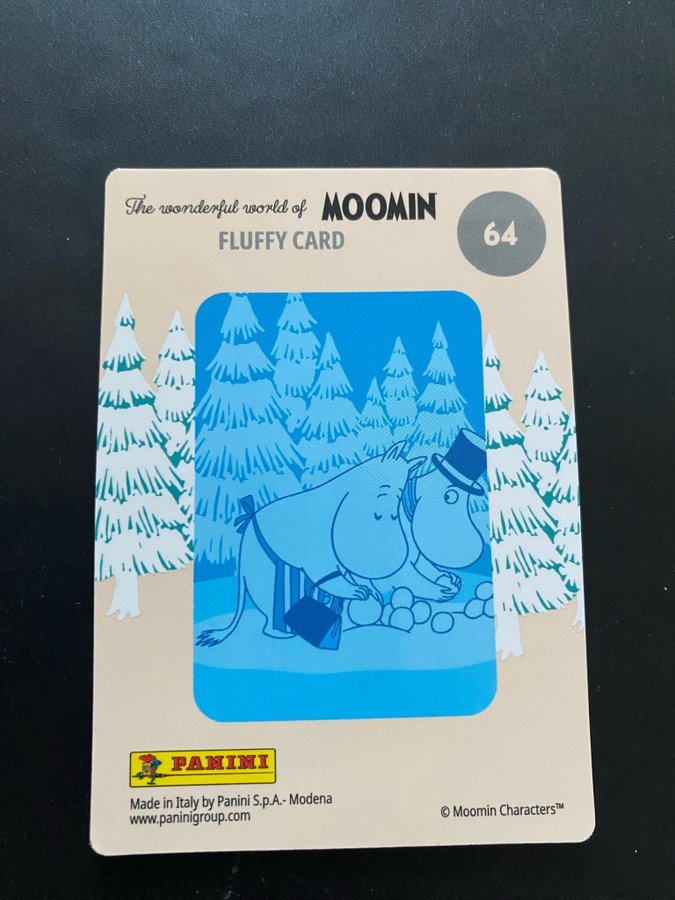 The wonderful world of MOOMIN
FLUFFY CARD
64
PANINI
Made in Italy by Panini S.p.A.- Modena
www.paninigroup.com
© Moomin Characters™